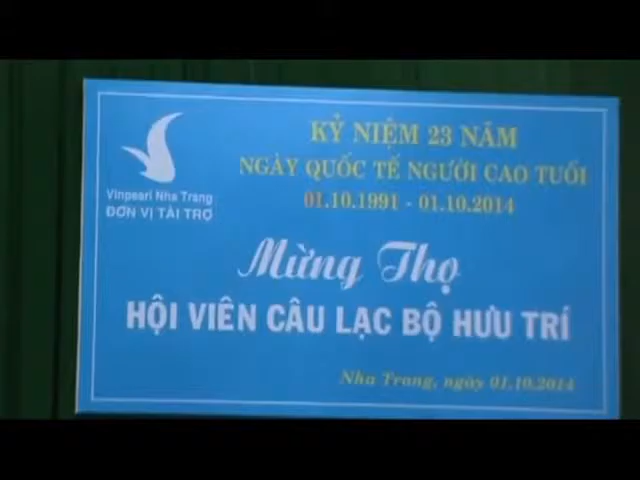 KỶ NIỆM 23 NĂM
NGÀY QUỐC TẾ NGƯỜI CAO TUỔI
01.10.1991 - 01.10.2014
Vinpearl Nha Trang
ĐƠN VỊ TÀI TRỢ
Mừng Thọ
HỘI VIÊN CÂU LẠC BỘ HƯU TRÍ
Nha Trang, ngày 01.10.2014